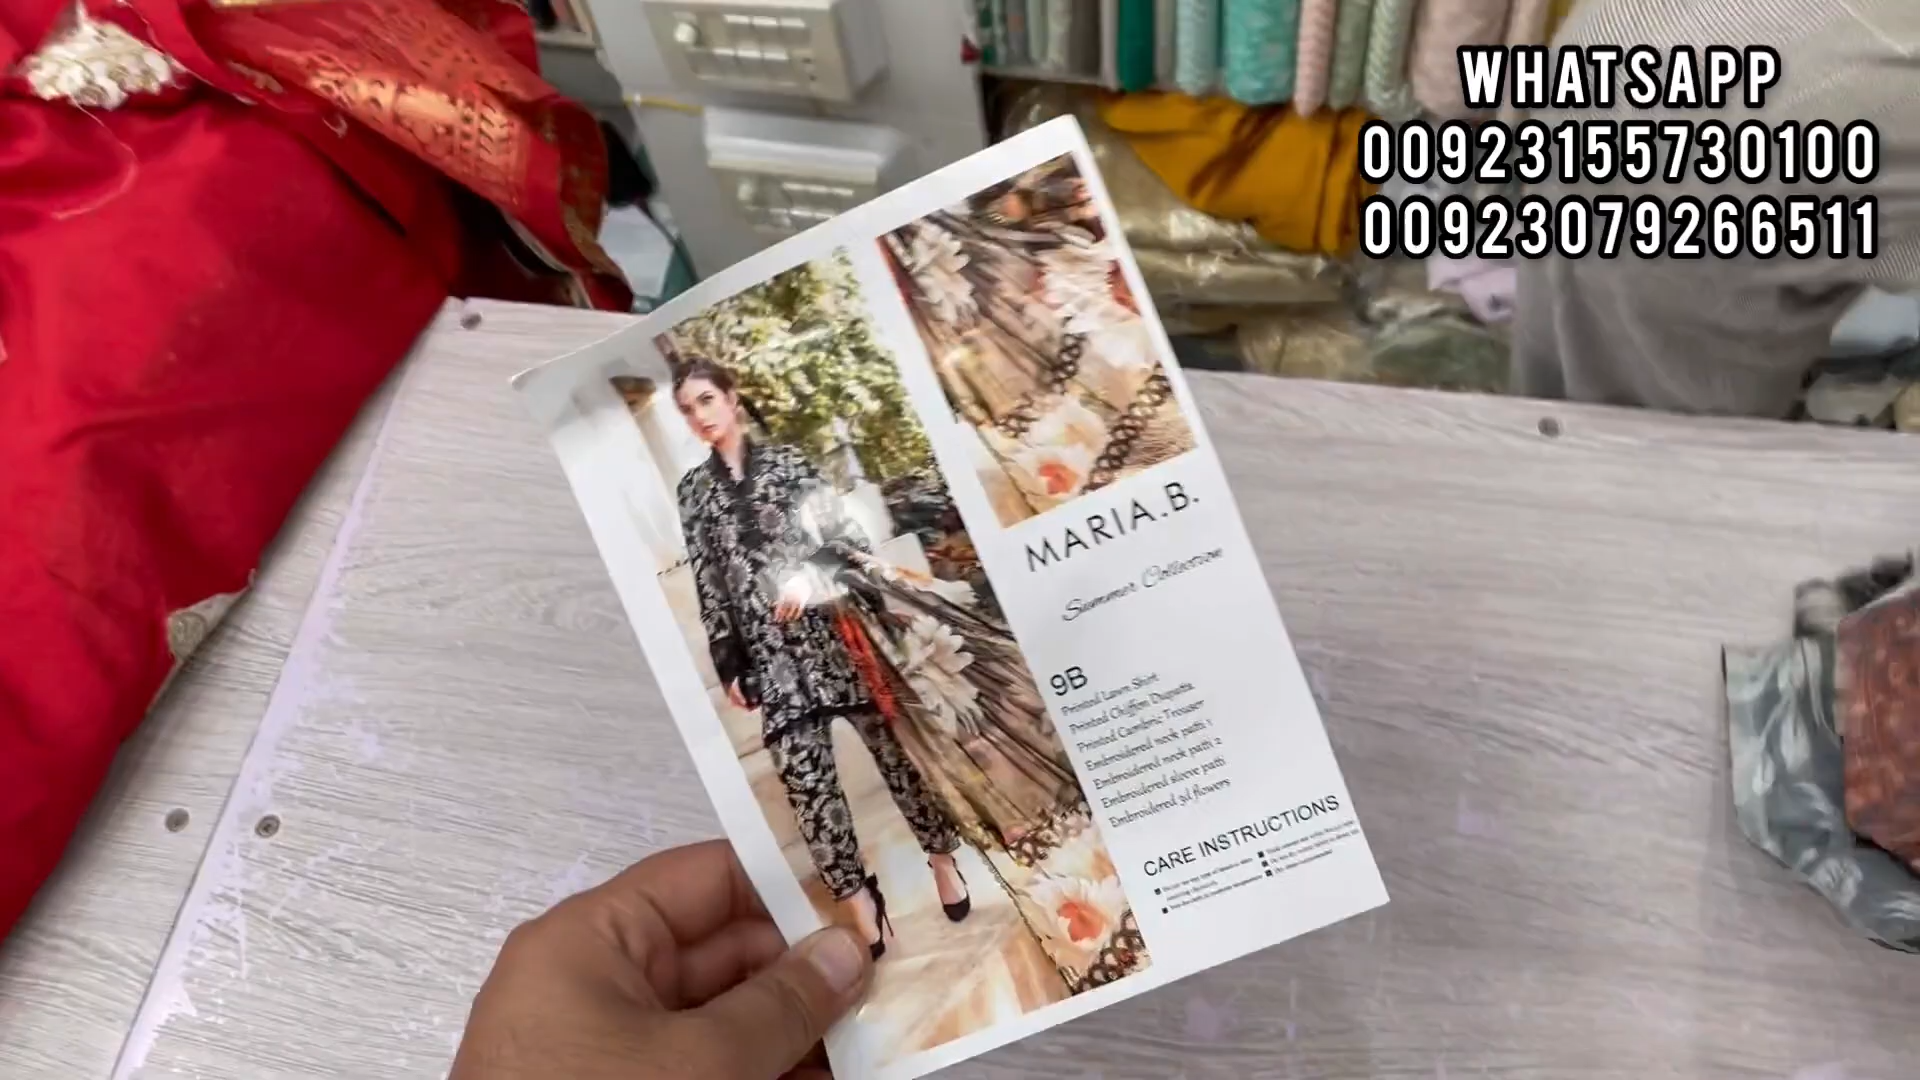 WHATSAPP
00923155730100
00923079266511
MARIA.B.
Summer Collection
9B
Printed Lawn Shirt
Printed Chiffon Dupatta
Printed Cambric Trouser
Embroidered neck patti 1
Embroidered neck patti 2
Embroidered sleeve patti
Embroidered 3d flowers
CARE INSTRUCTIONS